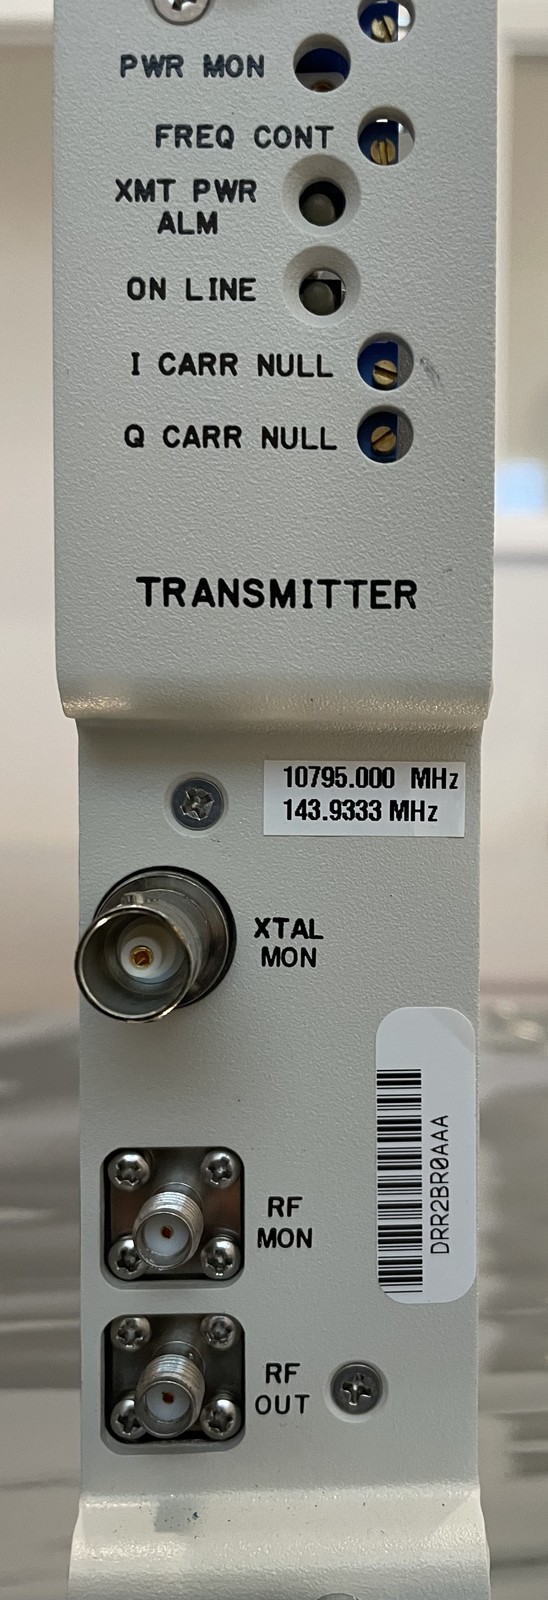 PWR MON
FREQ CONT
XMT PWR
ALM
ON LINE
I CARR NULL
Q CARR NULL
TRANSMITTER
10795.000 MHz
143.9333 MHz
XTAL
MON
DRR2BR0AAA
RF
MON
RF
OUT